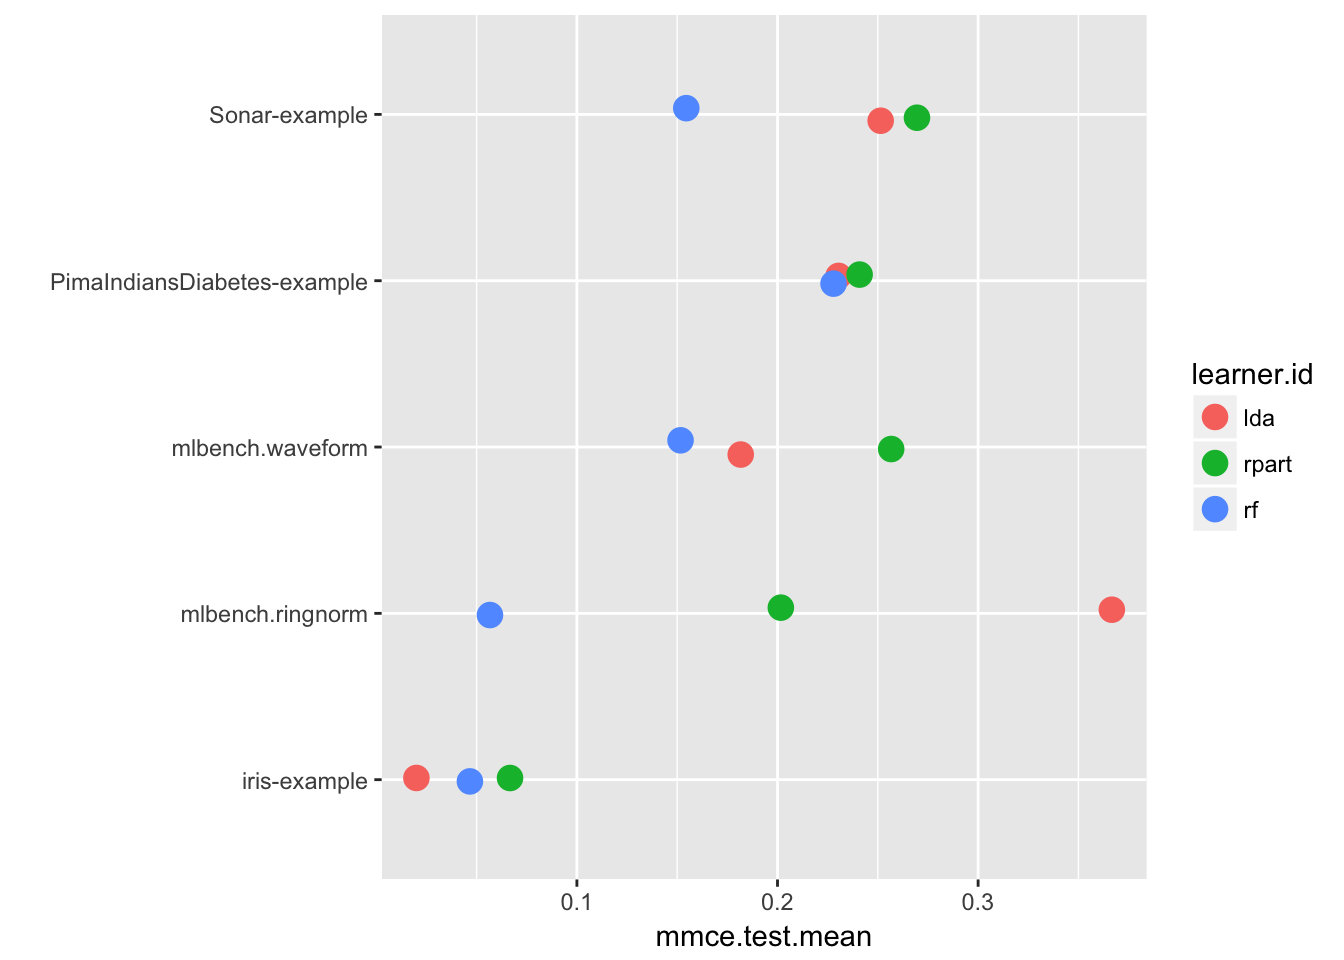 Sonar-example
PimaIndiansDiabetes-example
mlbench.waveform
mlbench.ringnorm
iris-example
0.1 0.2 0.3
mmce.test.mean
learner.id
lda
rpart
rf